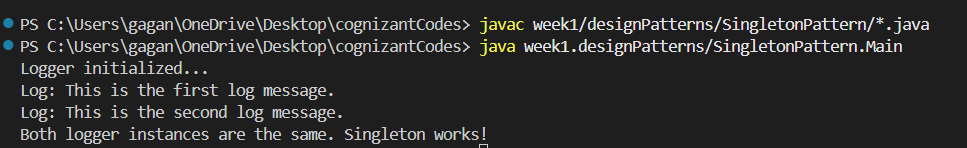 PS C:\Users\gagan\OneDrive\Desktop\cognizantCodes> javac week1/designPatterns/SingletonPattern/*.java
PS C:\Users\gagan\OneDrive\Desktop\cognizantCodes> java week1.designPatterns/SingletonPattern.Main
Logger initialized...
Log: This is the first log message.
Log: This is the second log message.
Both logger instances are the same. Singleton works!